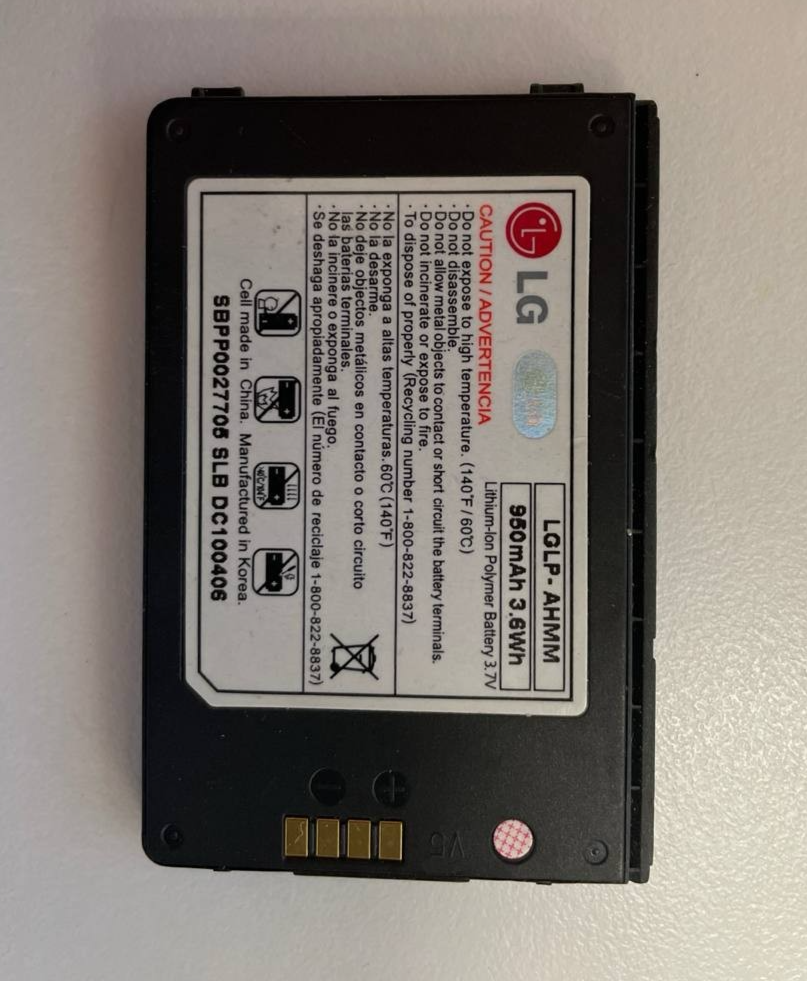 LG
LGLP- AHMM
950mAh 3.6Wh
Lithium-Ion Polymer Battery 3.7V
CAUTION / ADVERTENCIA
· Do not expose to high temperature. (140°F / 60°C)
· Do not disassemble.
· Do not allow metal objects to contact or short circuit the battery terminals.
· Do not incinerate or expose to fire.
· To dispose of properly (Recycling number 1-800-822-8837)
· No la exponga a altas temperaturas. 60°C (140°F)
· No la desarme.
· No deje objectos metálicos en contacto o corto circuito
las baterías terminales.
· No la incinere o exponga al fuego.
· Se deshaga apropiadamente (El número de reciclaje 1-800-822-8837)
Cell made in China. Manufactured in Korea.
SBPP0027705 SLB DC100406
V5